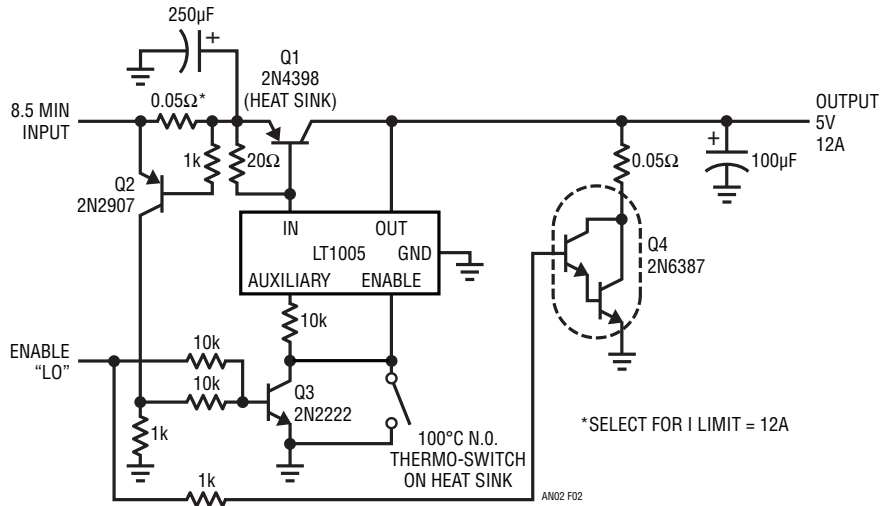 250µF
+
Q1
2N4398
(HEAT SINK)
8.5 MIN
INPUT
0.05Ω*
OUTPUT
5V
12A
1k
20Ω
+
0.05Ω
100µF
Q2
2N2907
IN
OUT
LT1005
GND
AUXILIARY
ENABLE
Q4
2N6387
10k
ENABLE
“LO”
10k
10k
Q3
2N2222
1k
100°C N.O.
THERMO-SWITCH
ON HEAT SINK
*SELECT FOR I LIMIT = 12A
1k
AN02 F02